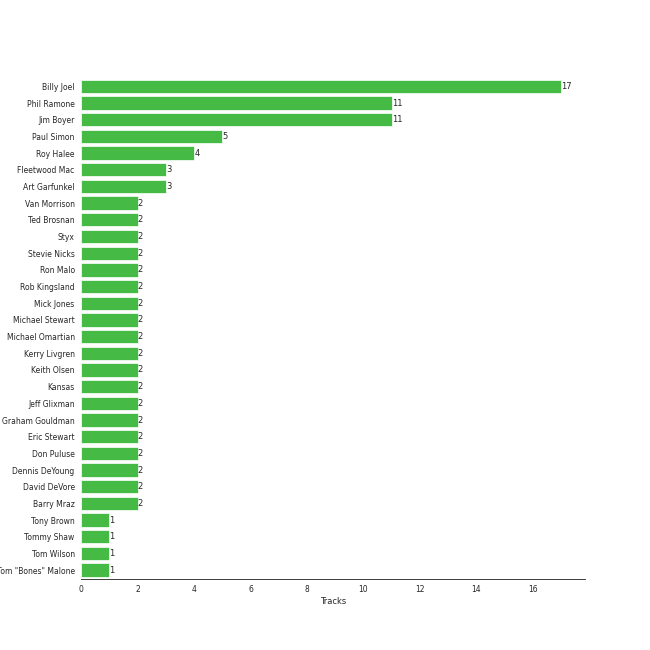 Billy Joel 17
Phil Ramone 11
Jim Boyer 11
Paul Simon 5
Roy Halee 4
Fleetwood Mac 3
Art Garfunkel 3
Van Morrison 2
Ted Brosnan 2
Styx 2
Stevie Nicks 2
Ron Malo 2
Rob Kingsland 2
Mick Jones 2
Michael Stewart 2
Michael Omartian 2
Kerry Livgren 2
Keith Olsen 2
Kansas 2
Jeff Glixman 2
Graham Gouldman 2
Eric Stewart 2
Don Puluse 2
Dennis DeYoung 2
David DeVore 2
Barry Mraz 2
Tony Brown 1
Tommy Shaw 1
Tom Wilson 1
Tom "Bones" Malone 1
0 2 4 6 8 10 12 14 16
Tracks